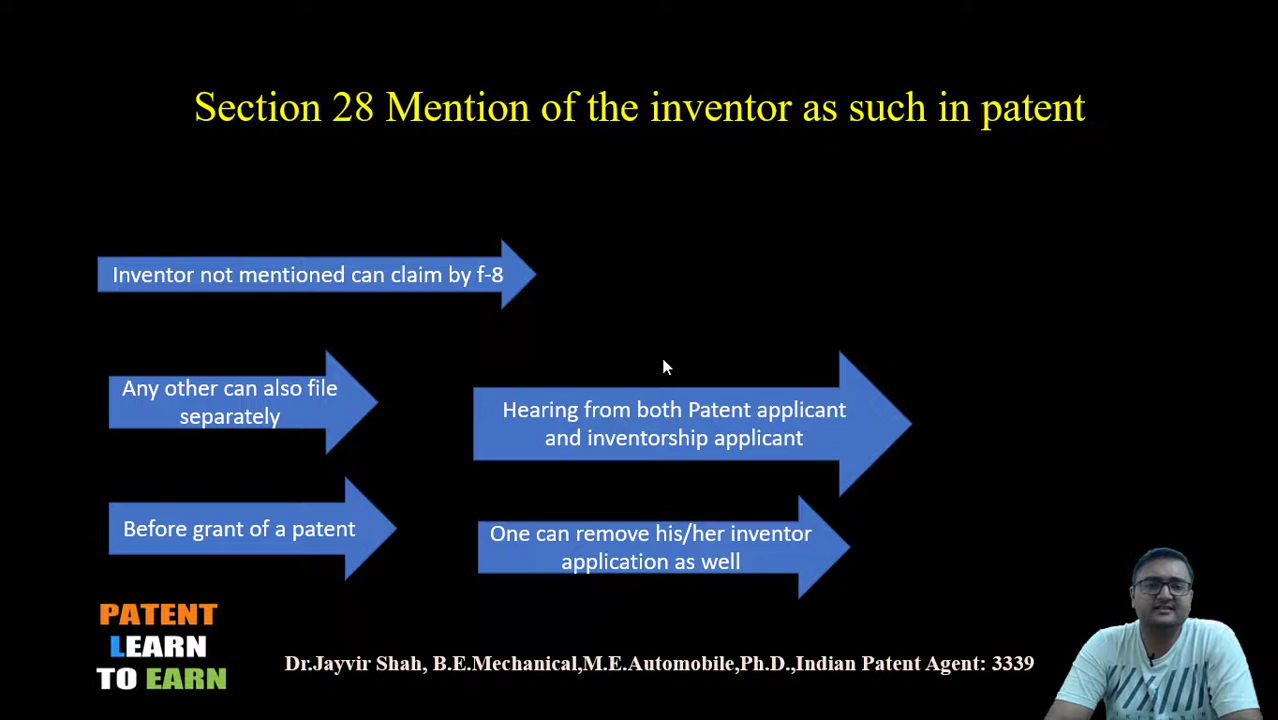 Section 28 Mention of the inventor as such in patent
Inventor not mentioned can claim by f-8
Any other can also file
separately
Hearing from both Patent applicant
and inventorship applicant
Before grant of a patent
One can remove his/her inventor
application as well
PATENT
LEARN
TO EARN
Dr.Jayvir Shah, B.E.Mechanical,M.E.Automobile,Ph.D.,Indian Patent Agent: 3339